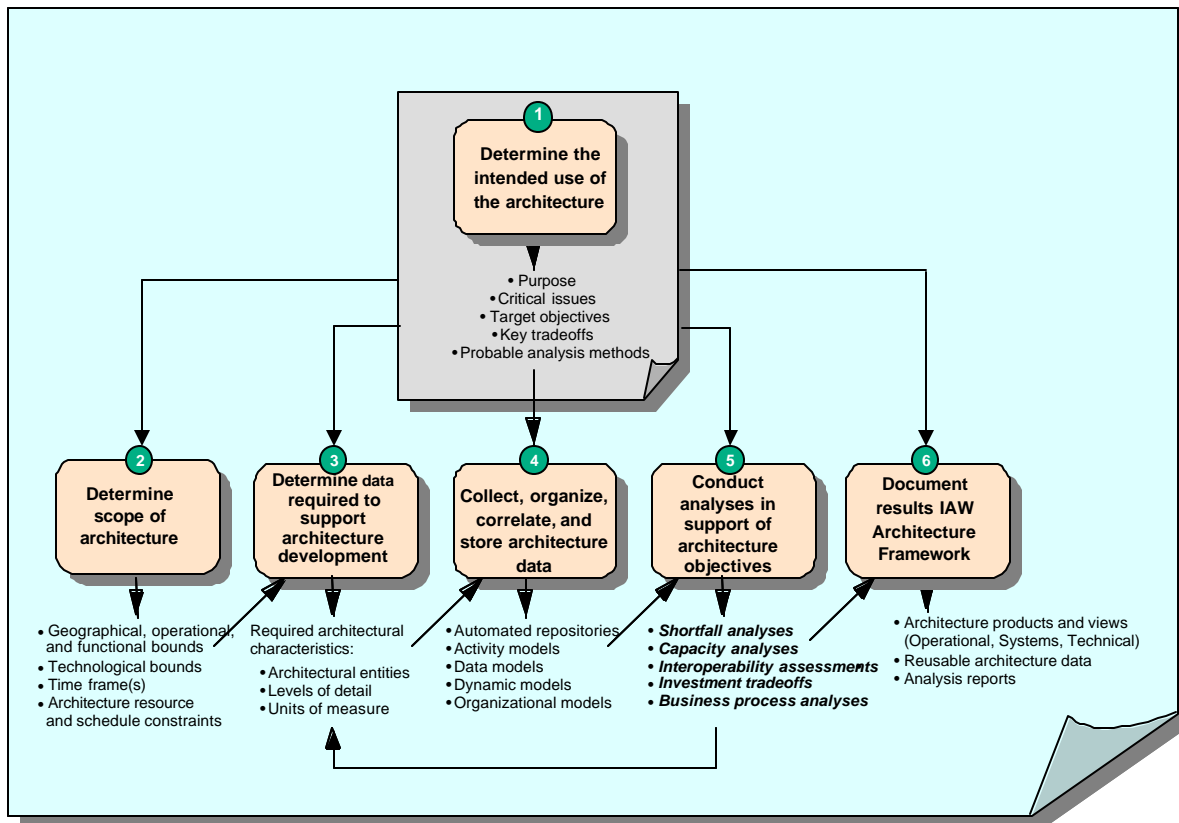 1
Determine the
intended use of
the architecture
• Purpose
• Critical issues
• Target objectives
• Key tradeoffs
• Probable analysis methods
2
Determine
scope of
architecture
• Geographical, operational,
and functional bounds
• Technological bounds
• Time frame(s)
• Architecture resource
and schedule constraints
3
Determine data
required to
support
architecture
development
Required architectural
characteristics:
• Architectural entities
• Levels of detail
• Units of measure
4
Collect, organize,
correlate, and
store architecture
data
• Automated repositories
• Activity models
• Data models
• Dynamic models
• Organizational models
5
Conduct
analyses in
support of
architecture
objectives
• Shortfall analyses
• Capacity analyses
• Interoperability assessments
• Investment tradeoffs
• Business process analyses
6
Document
results IAW
Architecture
Framework
• Architecture products and views
(Operational, Systems, Technical)
• Reusable architecture data
• Analysis reports